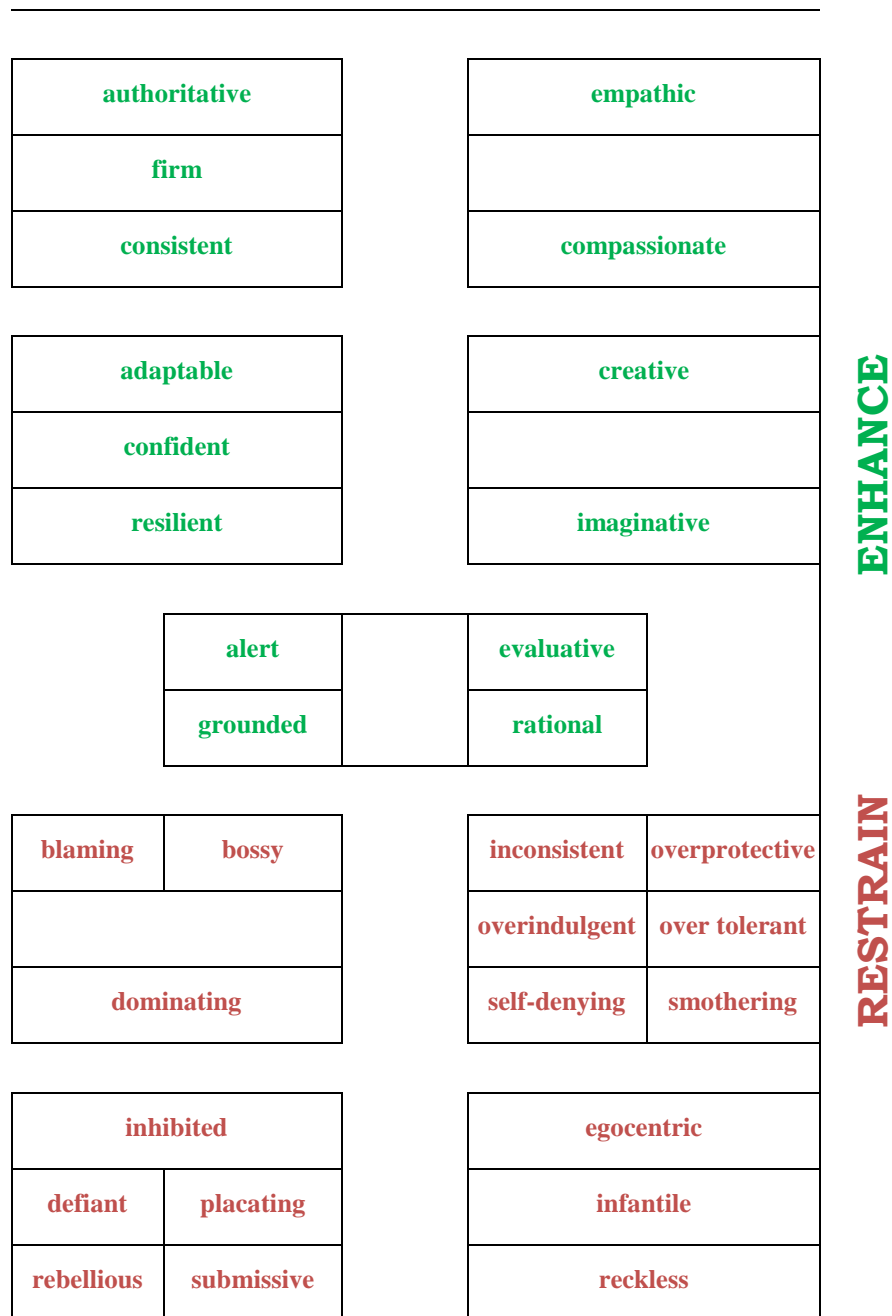 authoritative
firm
consistent
empathic
compassionate
adaptable
confident
resilient
creative
imaginative
ENHANCE
alert
evaluative
grounded
rational
blaming
bossy
dominating
inconsistent
overprotective
overindulgent
over tolerant
self-denying
smothering
RESTRAIN
inhibited
defiant
placating
rebellious
submissive
egocentric
infantile
reckless